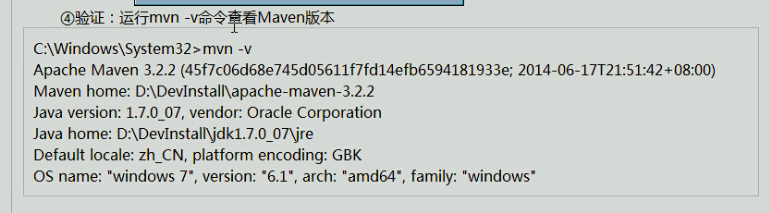 ④验证：运行mvn -v命令查看Maven版本
C:\Windows\System32>mvn -v
Apache Maven 3.2.2 (45f7c06d68e745d05611f7fd14efb6594181933e; 2014-06-17T21:51:42+08:00)
Maven home: D:\DevInstall\apache-maven-3.2.2
Java version: 1.7.0_07, vendor: Oracle Corporation
Java home: D:\DevInstall\jdk1.7.0_07\jre
Default locale: zh_CN, platform encoding: GBK
OS name: "windows 7", version: "6.1", arch: "amd64", family: "windows"